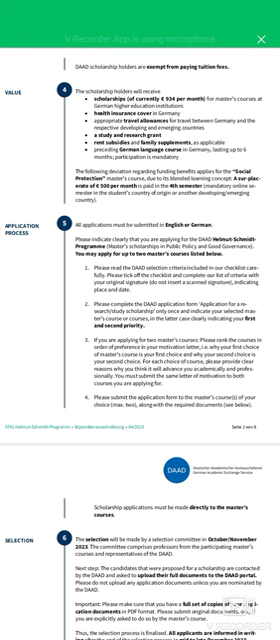 V Recorder App is using microphone
DAAD scholarship holders are exempt from paying tuition fees.
VALUE
4
The scholarship holders will receive
• scholarships (of currently € 934 per month) for master's courses at
German higher education institutions
• health insurance cover in Germany
• appropriate travel allowances for travel between Germany and the
respective developing and emerging countries
• a study and research grant
• rent subsidies and family supplements, as applicable
• preceding German language course in Germany, lasting up to 6
months; participation is mandatory
The following deviation regarding funding benefits applies for the "Social
Protection" master's course, due to its blended learning concept: A sur-plac-
erate of € 500 per month is paid in the 4th semester (mandatory online se-
mester in the student's country of origin or another developing/emerging
country).
APPLICATION
PROCESS
5
All applications must be submitted in English or German.
Please indicate clearly that you are applying for the DAAD Helmut-Schmidt-
Programme (Master's scholarships in Public Policy and Good Governance).
You may apply for up to two master's courses listed below.
1. Please read the DAAD selection criteria included in our checklist care-
fully. Please tick off the checklist and complete our list of criteria with
your original signature (do not insert a scanned signature), indicating
place and date.
2. Please complete the DAAD application form 'Application for a re-
search/study scholarship' only once and indicate your selected mas-
ter's course or courses, in the latter case clearly indicating your first
and second priority.
3. If you are applying for two master's courses: Please rank the courses in
order of preference in your motivation letter, i.e. why your first choice
of master's course is your first choice and why your second choice is
your second choice. For each of course, please provide clear
reasons why you think it will advance you academically and profes-
sionally. You must submit the same letter of motivation to both
courses you are applying for.
4. Please submit the application form to the master's course(s) of your
choice (max. two), along with the required documents (see below).
EPAJ Helmut-Schmidt-Programm • Stipendienausschreibung • 04/2023
Seite 2 von 6
DAAD
Deutscher Akademischer Austauschdienst
German Academic Exchange Service
Scholarship applications must be made directly to the master's
courses.
SELECTION
6
The selection will be made by a selection committee in October/November
2023. The committee comprises professors from the participating master's
courses and representatives of the DAAD.
Next step: The candidates that were proposed for a scholarship are contacted
by the DAAD and asked to upload their full documents to the DAAD portal.
Please do not upload any application documents unless you are nominated by
the DAAD.
Important: Please make sure that you have a full set of copies of
ication documents in PDF format. Please submit original documents, only if
you are explicitly asked to do so by the master's course.
Thus, the selection process is finalised. All applicants are informed in writ-